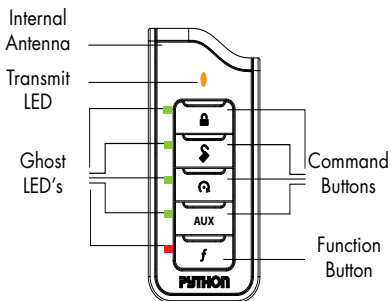 Internal
Antenna
Transmit
LED
Ghost
LED's
Command
Buttons
AUX
Function
Button
f
PYTHON